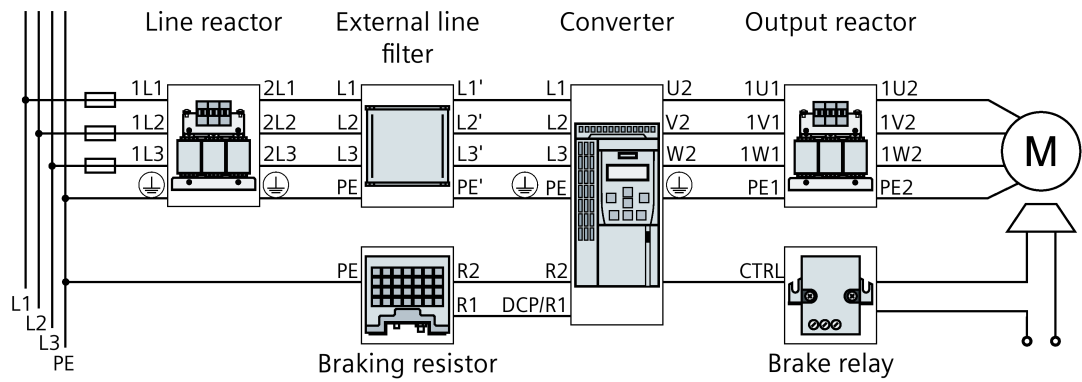 Line reactor External line filter Converter Output reactor
1L1 2L1 L1 L1' L1 U2 1U1 1U2
1L2 2L2 L2 L2' L2 V2 1V1 1V2
1L3 2L3 L3 L3' L3 W2 1W1 1W2
M
PE PE' PE PE1 PE2
PE R2 R2 CTRL
R1 DCP/R1
L1
L2
L3
PE
Braking resistor Brake relay